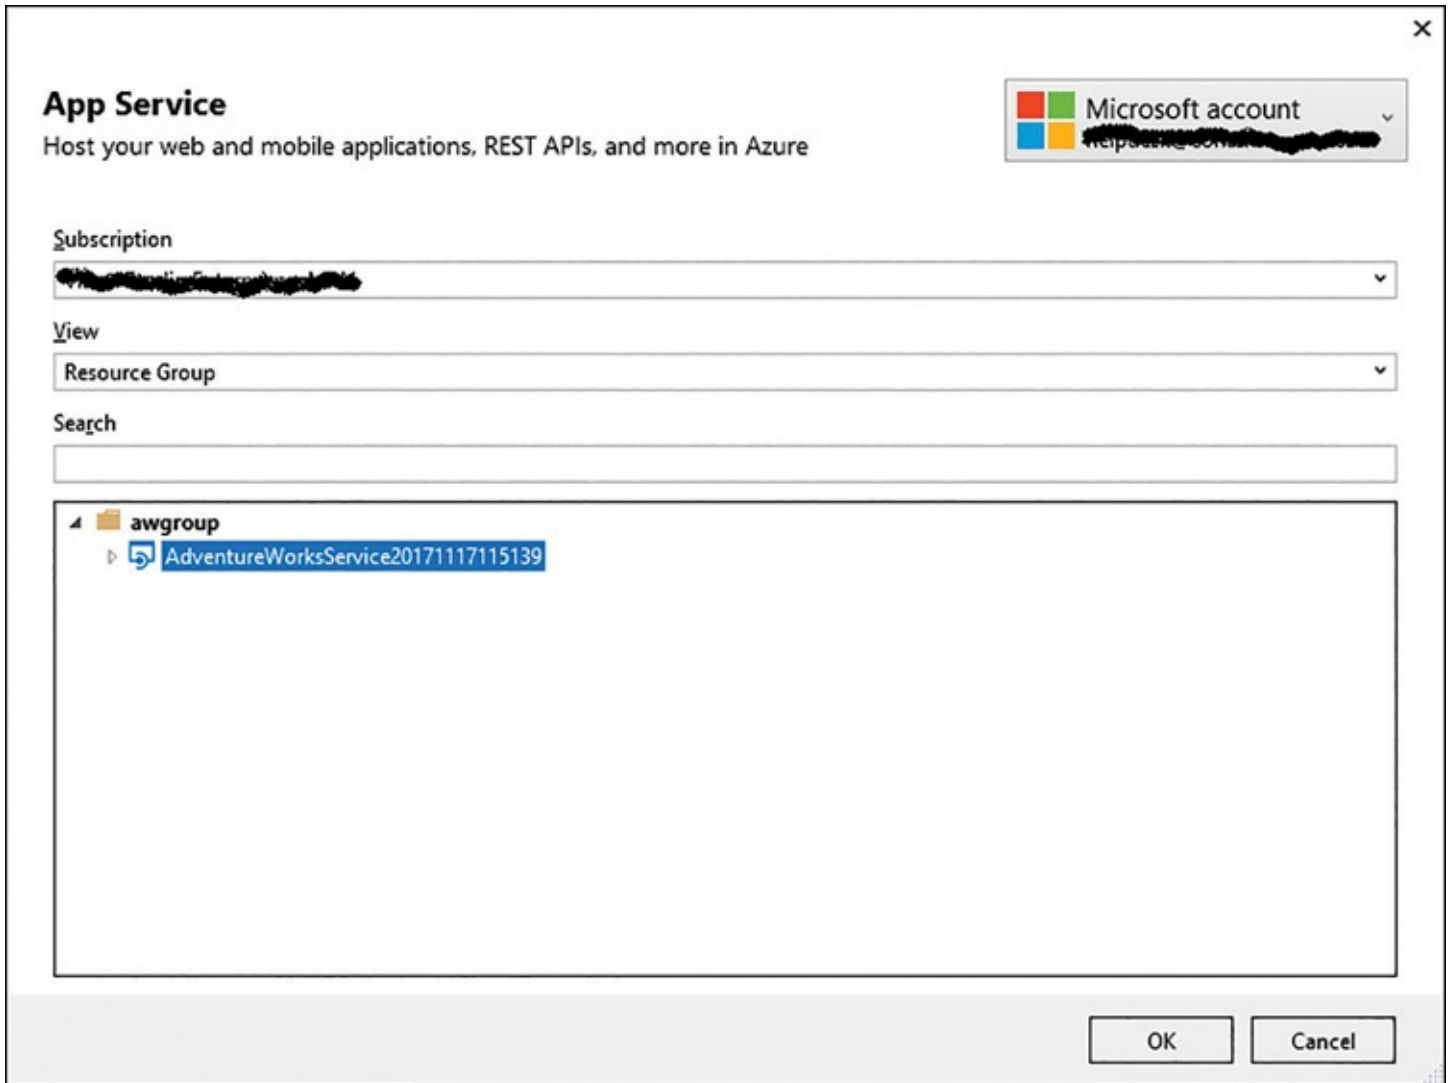 App Service
Host your web and mobile applications, REST APIs, and more in Azure
Microsoft account
Subscription
View
Resource Group
Search
awgroup
AdventureWorksService20171117115139
OK
Cancel